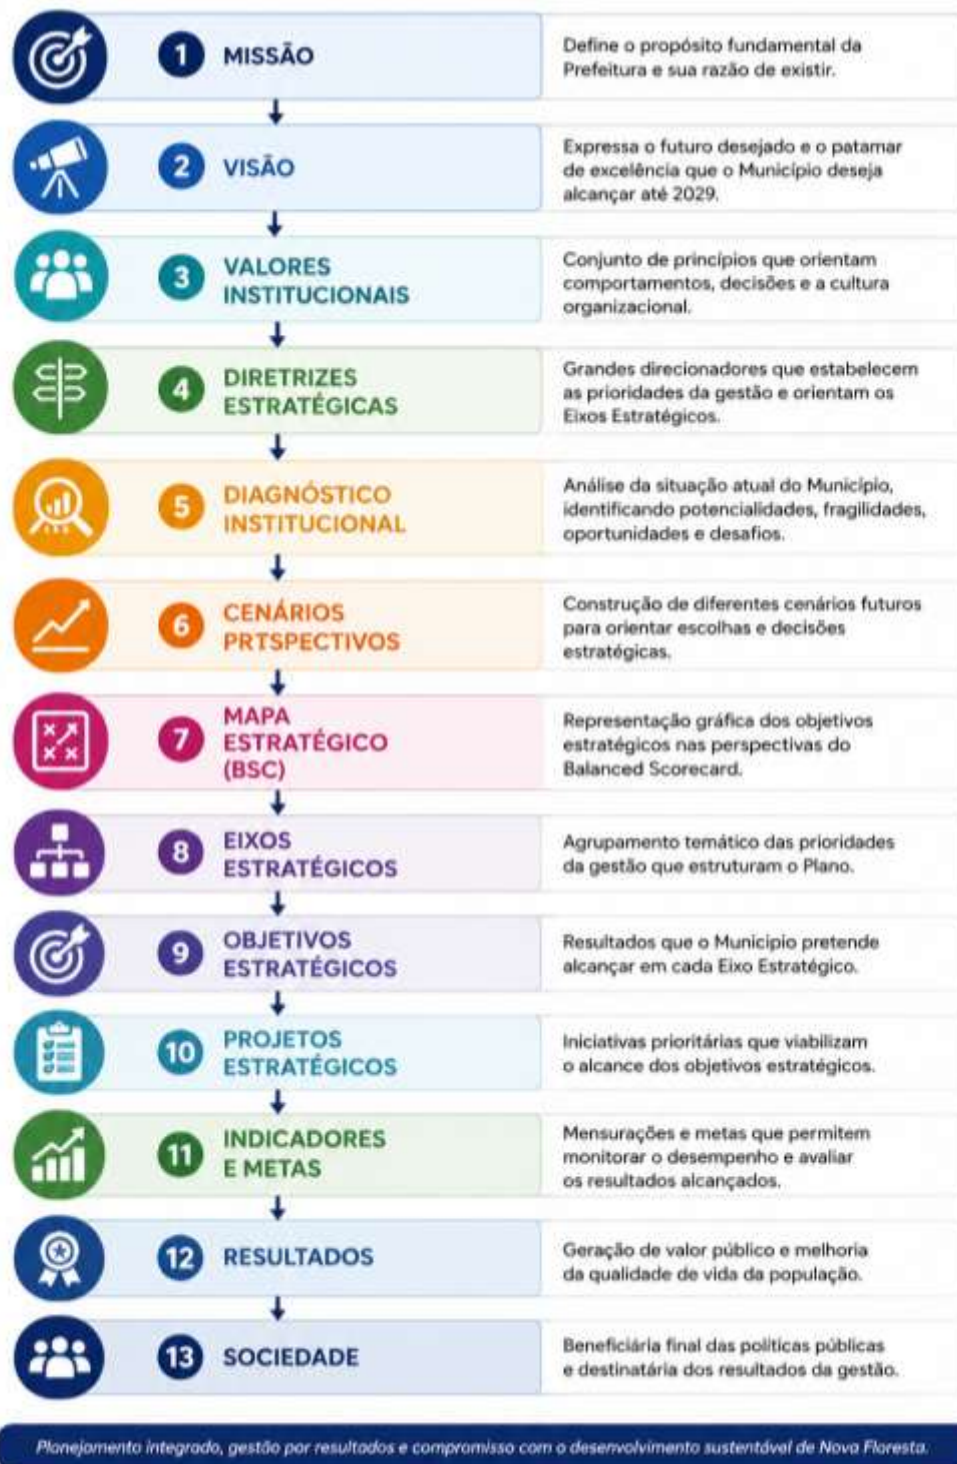 1 MISSÃO
Define o propósito fundamental da
Prefeitura e sua razão de existir.
2 VISÃO
Expressa o futuro desejado e o patamar
de excelência que o Município deseja
alcançar até 2029.
3 VALORES
INSTITUCIONAIS
Conjunto de princípios que orientam
comportamentos, decisões e a cultura
organizacional.
4 DIRETRIZES
ESTRATÉGICAS
Grandes direcionadores que estabelecem
as prioridades da gestão e orientam os
Eixos Estratégicos.
5 DIAGNÓSTICO
INSTITUCIONAL
Análise da situação atual do Município,
identificando potencialidades, fragilidades,
oportunidades e desafios.
6 CENÁRIOS
PRTSPECTIVOS
Construção de diferentes cenários futuros
para orientar escolhas e decisões
estratégicas.
7 MAPA
ESTRATÉGICO
(BSC)
Representação gráfica dos objetivos
estratégicos nas perspectivas do
Balanced Scorecard.
8 EIXOS
ESTRATÉGICOS
Agrupamento temático das prioridades
da gestão que estruturam o Plano.
9 OBJETIVOS
ESTRATÉGICOS
Resultados que o Municipio pretende
alcançar em cada Eixo Estratégico.
10 PROJETOS
ESTRATÉGICOS
Iniciativas prioritárias que viabilizam
o alcance dos objetivos estratégicos.
11 INDICADORES
E METAS
Mensurações e metas que permitem
monitorar o desempenho e avaliar
os resultados alcançados.
12 RESULTADOS
Geração de valor público e melhoria
da qualidade de vida da população.
13 SOCIEDADE
Beneficiária final das políticas públicas
e destinatária dos resultados da gestão.
Planejamento integrado, gestão por resultados e compromisso com o desenvolvimento sustentável de Nova Floresta.